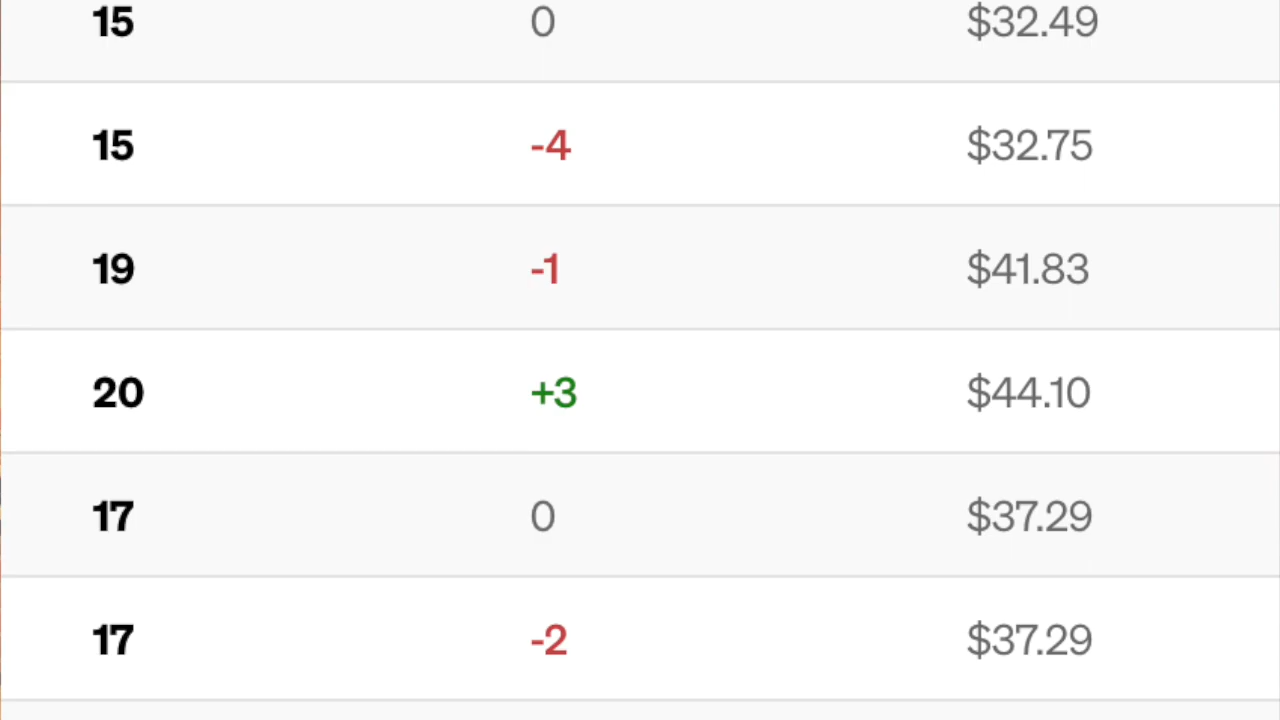 15 0 $32.49
15 -4 $32.75
19 -1 $41.83
20 +3 $44.10
17 0 $37.29
17 -2 $37.29